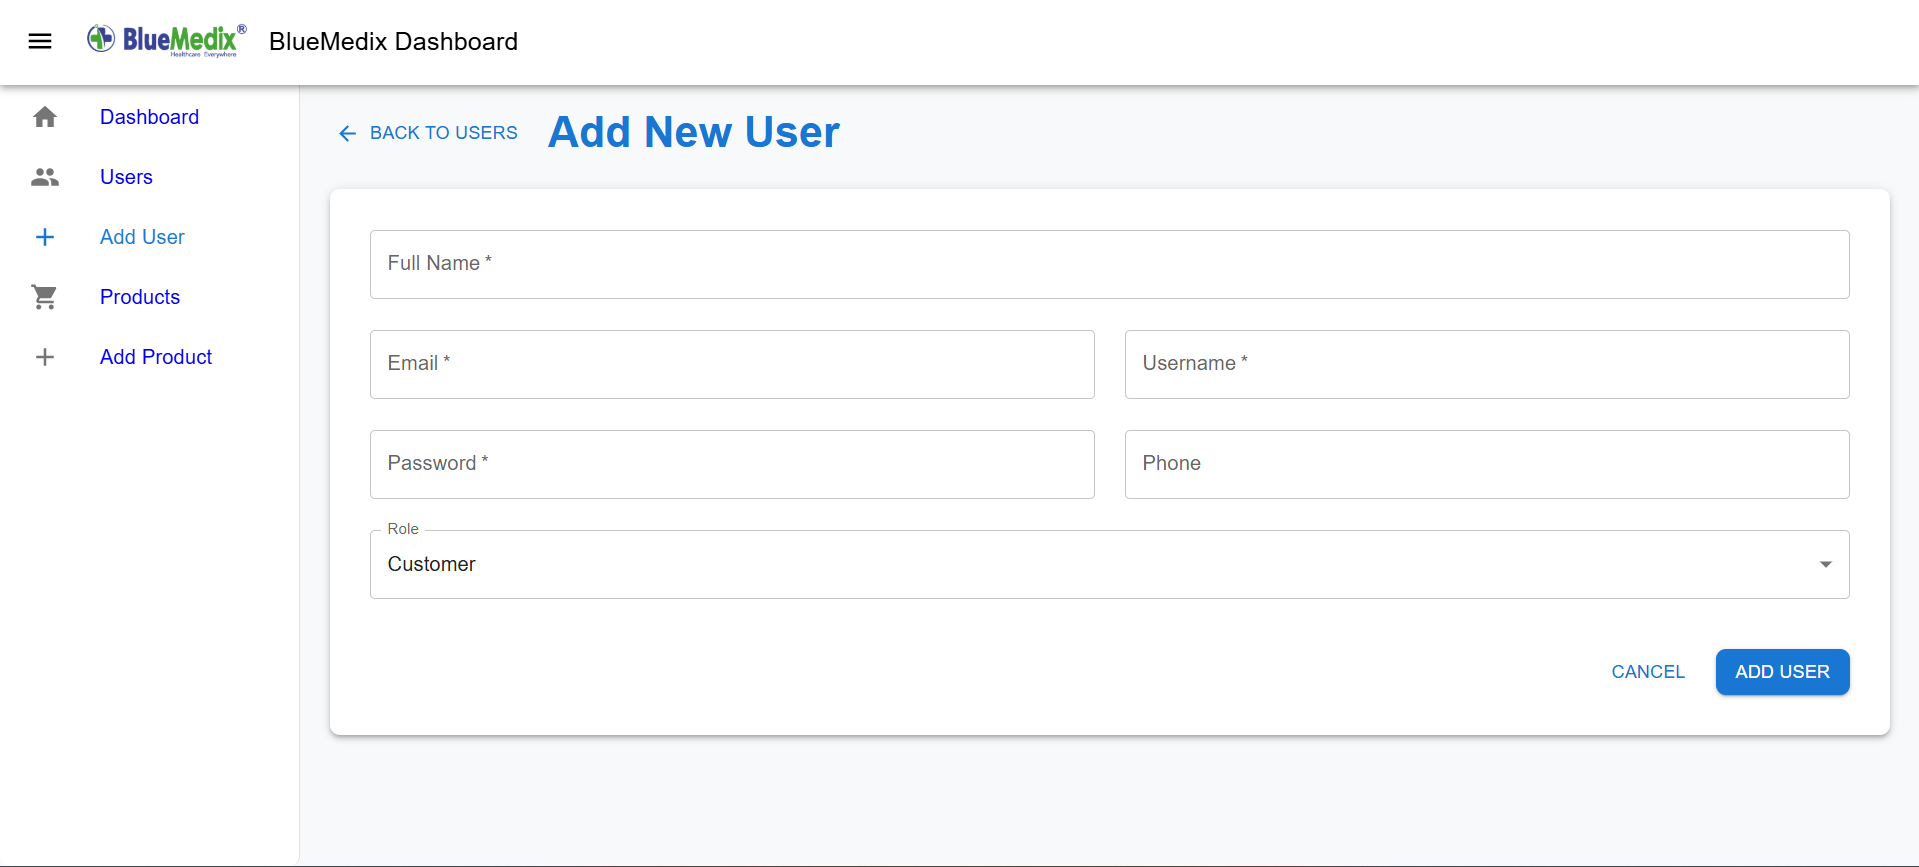 BlueMedix®
Healthcare Everywhere
BlueMedix Dashboard
Dashboard
Users
Add User
Products
Add Product
BACK TO USERS
Add New User
Full Name *
Email *
Username *
Password *
Phone
Role
Customer
CANCEL
ADD USER